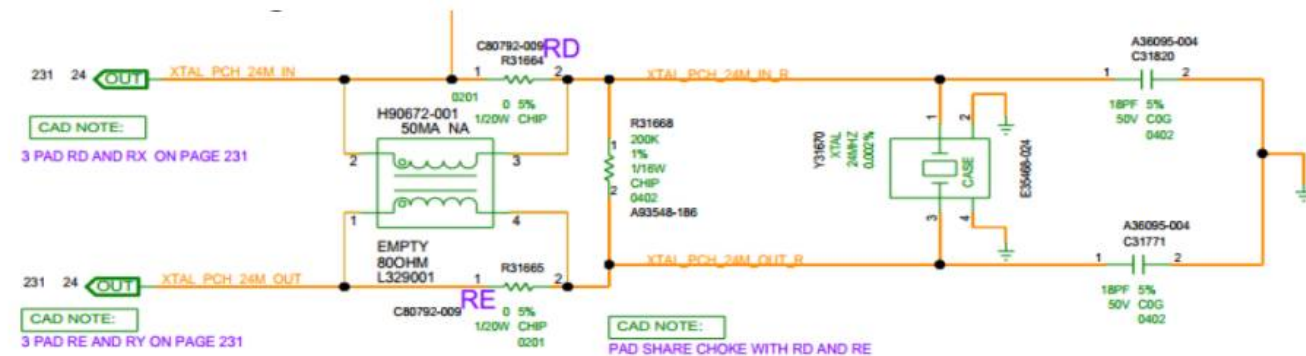 C80792-009 RD
R31664
1 2
0201
0 5%
1/20W CHIP
231 24 OUT XTAL_PCH_24M_IN
CAD NOTE:
3 PAD RD AND RX ON PAGE 231
H90672-001
50MA NA
2 3
1 4
EMPTY
80OHM
L329001
XTAL_PCH_24M_IN_R
R31668
1
200K
1%
1/16W
CHIP
0402
2
A93548-186
Y31670
XTAL
24MHZ
0.002%
1 2
CASE
3 4
E35468-024
A36095-004
C31820
1 2
18PF 5%
50V C0G
0402
231 24 OUT XTAL_PCH_24M_OUT
CAD NOTE:
3 PAD RE AND RY ON PAGE 231
R31665
1 2
RE
C80792-009
0 5%
1/20W CHIP
0201
XTAL_PCH_24M_OUT_R
CAD NOTE:
PAD SHARE CHOKE WITH RD AND RE
A36095-004
C31771
1 2
18PF 5%
50V C0G
0402